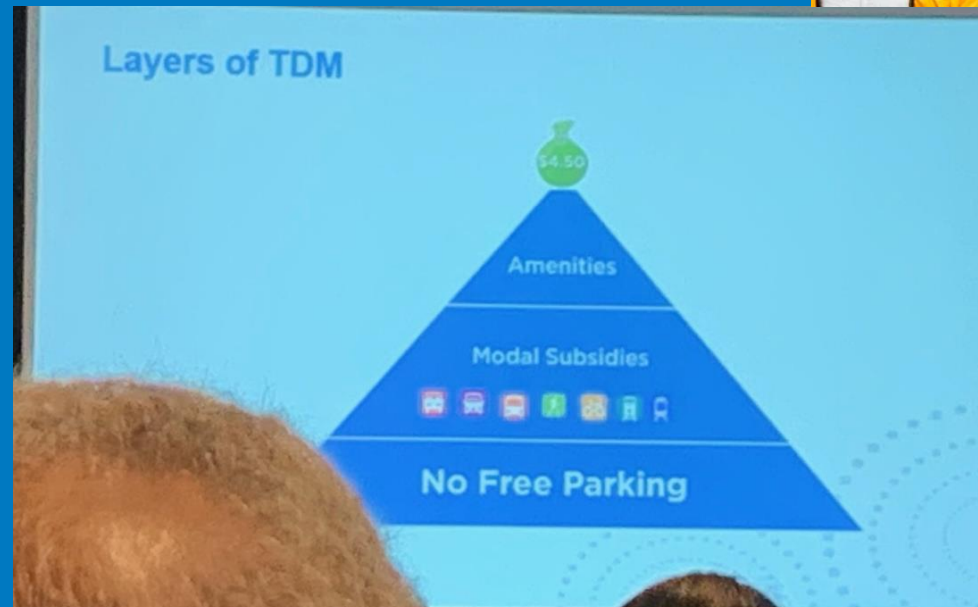 Layers of TDM
$4.50
Amenities
Modal Subsidies
No Free Parking